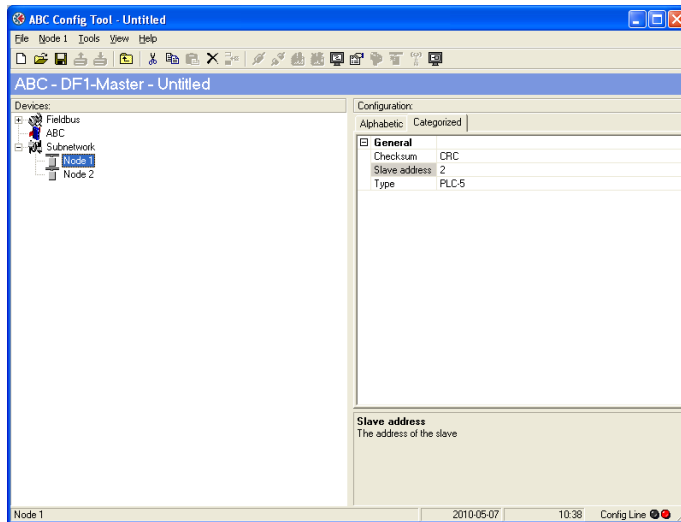 ABC Config Tool - Untitled
File Node 1 Tools View Help
ABC - DF1-Master - Untitled
Devices:
Fieldbus
ABC
Subnetwork
Node 1
Node 2
Configuration:
Alphabetic Categorized
General
Checksum CRC
Slave address 2
Type PLC-5
Slave address
The address of the slave
Node 1 2010-05-07 10:38 Config Line